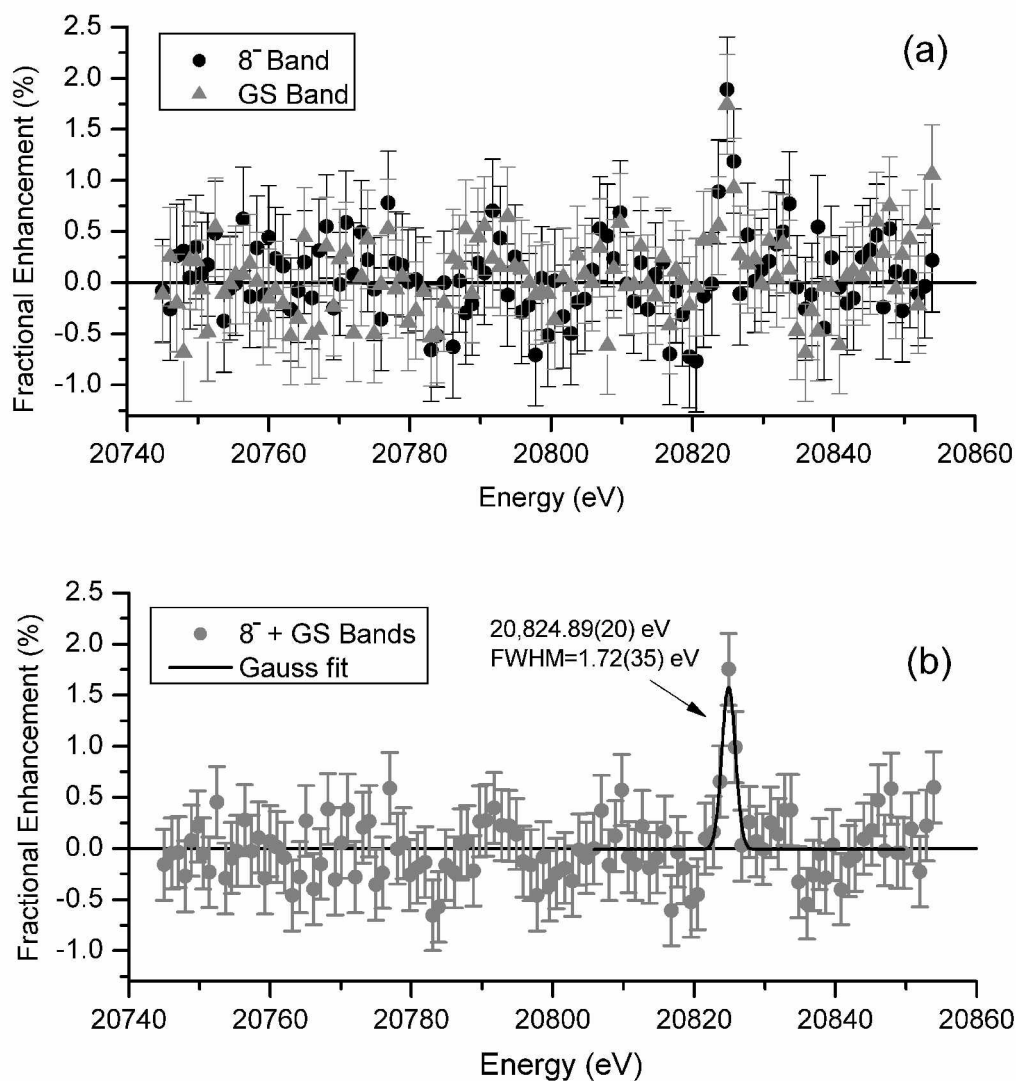 2.5
2.0
1.5
1.0
0.5
0.0
-0.5
-1.0
Fractional Enhancement (%)
8⁻ Band
GS Band
(a)
20740 20760 20780 20800 20820 20840 20860
Energy (eV)
2.5
2.0
1.5
1.0
0.5
0.0
-0.5
-1.0
Fractional Enhancement (%)
8⁻ + GS Bands
Gauss fit
20,824.89(20) eV
FWHM=1.72(35) eV
(b)
20740 20760 20780 20800 20820 20840 20860
Energy (eV)